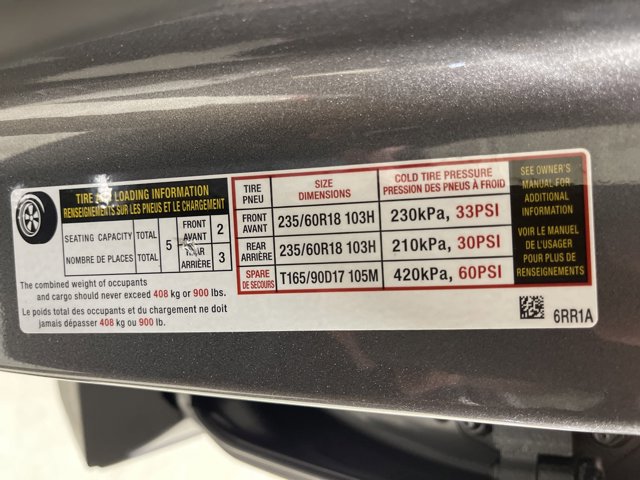 TIRE AND LOADING INFORMATION
RENSEIGNEMENTS SUR LES PNEUS ET LE CHARGEMENT
SEATING CAPACITY
NOMBRE DE PLACES
TOTAL
TOTAL
5
FRONT
AVANT
2
REAR
ARRIÈRE
3
The combined weight of occupants
and cargo should never exceed 408 kg or 900 lbs.
Le poids total des occupants et du chargement ne doit
jamais dépasser 408 kg ou 900 lb.
TIRE
PNEU
SIZE
DIMENSIONS
COLD TIRE PRESSURE
PRESSION DES PNEUS À FROID
FRONT
AVANT
235/60R18 103H
230kPa, 33PSI
REAR
ARRIÈRE
235/60R18 103H
210kPa, 30PSI
SPARE
DE SECOURS
T165/90D17 105M
420kPa, 60PSI
SEE OWNER'S
MANUAL FOR
ADDITIONAL
INFORMATION
VOIR LE MANUEL
DE L'USAGER
POUR PLUS DE
RENSEIGNEMENTS
6RR1A